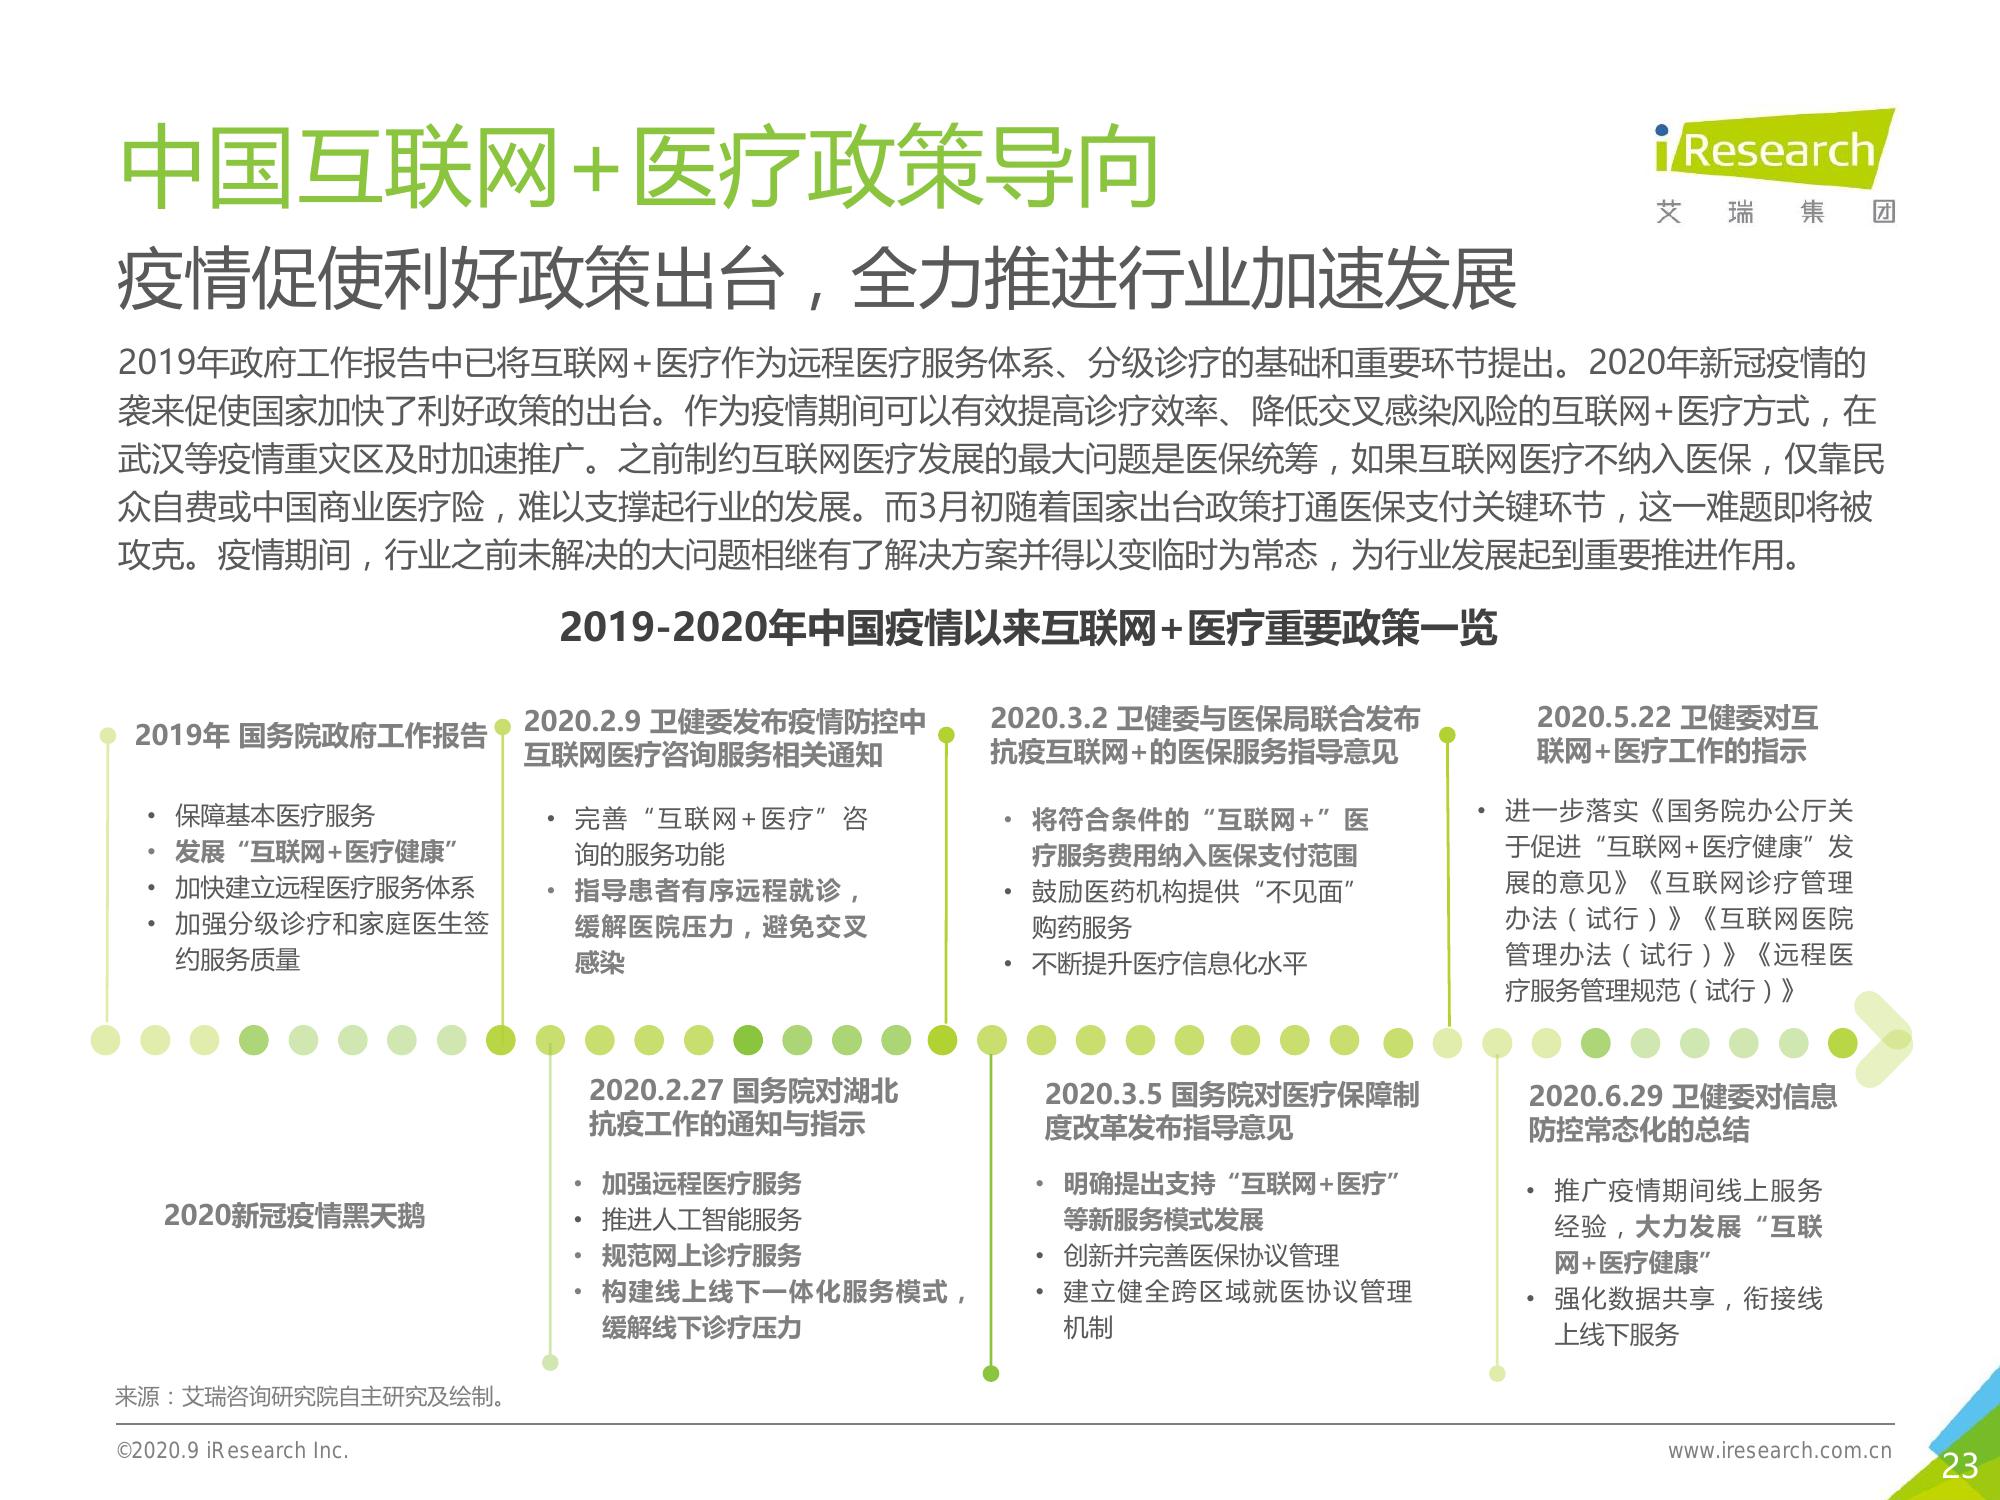 中国互联网+医疗政策导向
iResearch
艾 瑞 集 团
疫情促使利好政策出台，全力推进行业加速发展
2019年政府工作报告中已将互联网+医疗作为远程医疗服务体系、分级诊疗的基础和重要环节提出。2020年新冠疫情的
袭来促使国家加快了利好政策的出台。作为疫情期间可以有效提高诊疗效率、降低交叉感染风险的互联网+医疗方式，在
武汉等疫情重灾区及时加速推广。之前制约互联网医疗发展的最大问题是医保统筹，如果互联网医疗不纳入医保，仅靠民
众自费或中国商业医疗险，难以支撑起行业的发展。而3月初随着国家出台政策打通医保支付关键环节，这一难题即将被
攻克。疫情期间，行业之前未解决的大问题相继有了解决方案并得以变临时为常态，为行业发展起到重要推进作用。
2019-2020年中国疫情以来互联网+医疗重要政策一览
2019年 国务院政府工作报告
• 保障基本医疗服务
• 发展“互联网+医疗健康”
• 加快建立远程医疗服务体系
• 加强分级诊疗和家庭医生签
约服务质量
2020.2.9 卫健委发布疫情防控中
互联网医疗咨询服务相关通知
• 完善“互联网+医疗”咨
询的服务功能
• 指导患者有序远程就诊，
缓解医院压力，避免交叉
感染
2020.3.2 卫健委与医保局联合发布
抗疫互联网+的医保服务指导意见
• 将符合条件的“互联网+”医
疗服务费用纳入医保支付范围
• 鼓励医药机构提供“不见面”
购药服务
• 不断提升医疗信息化水平
2020.5.22 卫健委对互
联网+医疗工作的指示
• 进一步落实《国务院办公厅关
于促进“互联网+医疗健康”发
展的意见》《互联网诊疗管理
办法（试行）》《互联网医院
管理办法（试行）》《远程医
疗服务管理规范（试行）》
2020新冠疫情黑天鹅
2020.2.27 国务院对湖北
抗疫工作的通知与指示
• 加强远程医疗服务
• 推进人工智能服务
• 规范网上诊疗服务
• 构建线上线下一体化服务模式，
缓解线下诊疗压力
2020.3.5 国务院对医疗保障制
度改革发布指导意见
• 明确提出支持“互联网+医疗”
等新服务模式发展
• 创新并完善医保协议管理
• 建立健全跨区域就医协议管理
机制
2020.6.29 卫健委对信息
防控常态化的总结
• 推广疫情期间线上服务
经验，大力发展“互联
网+医疗健康”
• 强化数据共享，衔接线
上线下服务
来源：艾瑞咨询研究院自主研究及绘制。
©2020.9 iResearch Inc.
www.iresearch.com.cn
23